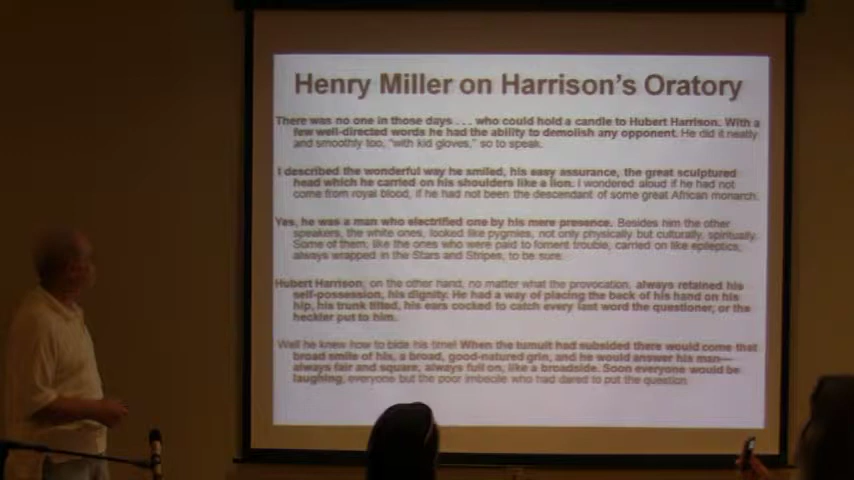 Henry Miller on Harrison's Oratory
There was no one in those days . . . who could hold a candle to Hubert Harrison. With a
few well-directed words he had the ability to demolish any opponent. He did it neatly
and smoothly too, "with kid gloves," so to speak.
I described the wonderful way he smiled, his easy assurance, the great sculptured
head which he carried on his shoulders like a lion. I wondered aloud if he had not
come from royal blood, if he had not been the descendant of some great African monarch.
Yes, he was a man who electrified one by his mere presence. Besides him the other
speakers, the white ones, looked like pygmies, not only physically but culturally, spiritually.
Some of them, like the ones who were paid to foment trouble, carried on like epileptics,
always wrapped in the Stars and Stripes, to be sure.
Hubert Harrison, on the other hand, no matter what the provocation, always retained his
self-possession, his dignity. He had a way of placing the back of his hand on his
hip, his trunk tilted, his ears cocked to catch every last word the questioner, or the
heckler put to him.
Well he knew how to bide his time! When the tumult had subsided there would come that
broad smile of his, a broad, good-natured grin, and he would answer his man—
always fair and square, always full on, like a broadside. Soon everyone would be
laughing, everyone but the poor imbecile who had dared to put the question